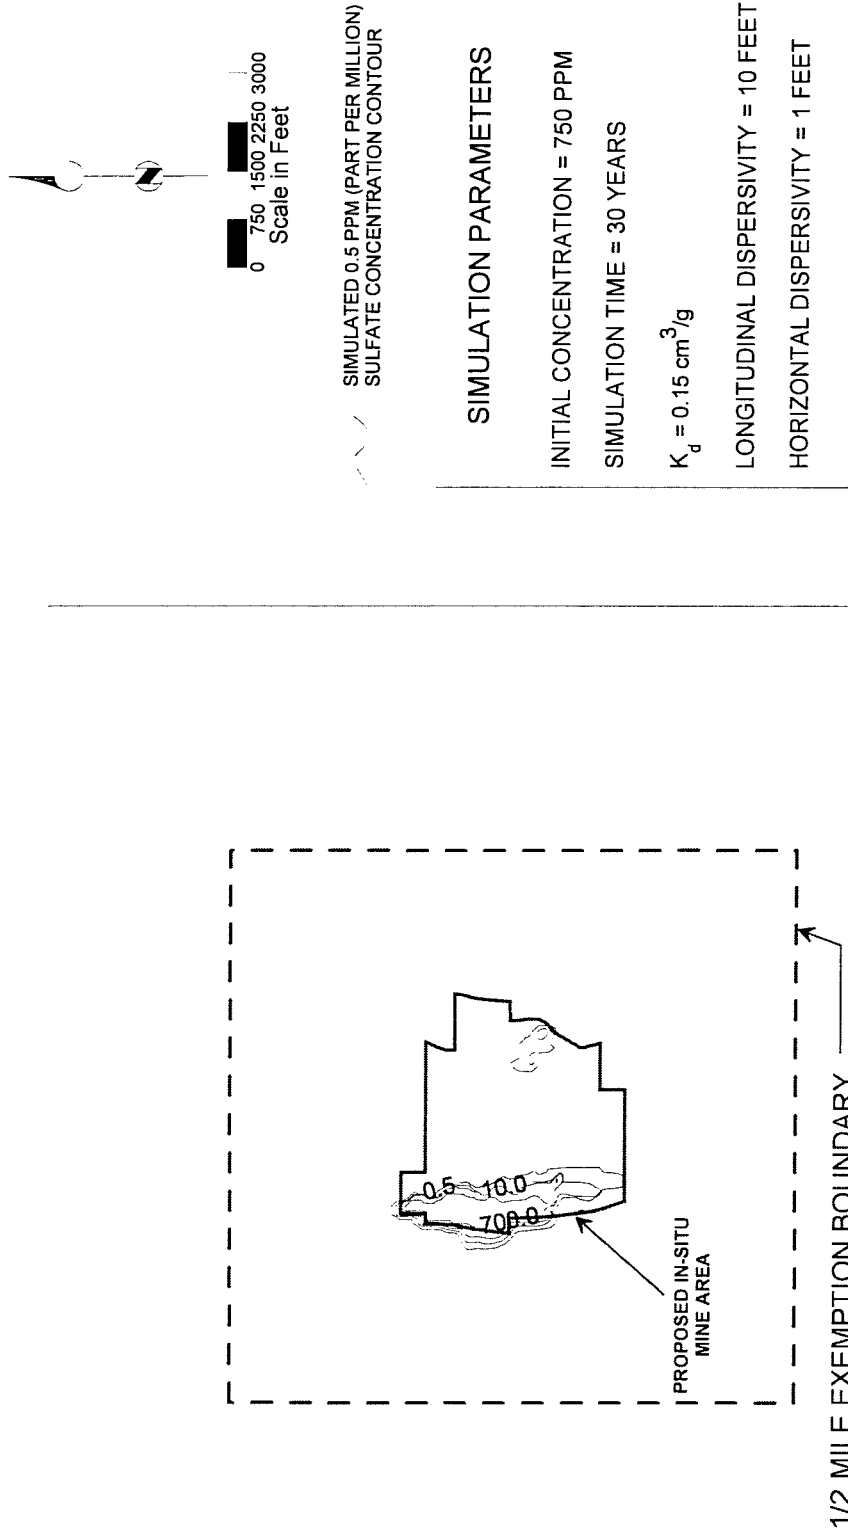 N
0 750 1500 2250 3000
Scale in Feet
SIMULATED 0.5 PPM (PART PER MILLION)
SULFATE CONCENTRATION CONTOUR
SIMULATION PARAMETERS
INITIAL CONCENTRATION = 750 PPM
SIMULATION TIME = 30 YEARS
Kd = 0.15 cm³/g
LONGITUDINAL DISPERSIVITY = 10 FEET
HORIZONTAL DISPERSIVITY = 1 FEET
0.5
10.0
700.0
PROPOSED IN-SITU
MINE AREA
1/2 MILE EXEMPTION BOUNDARY